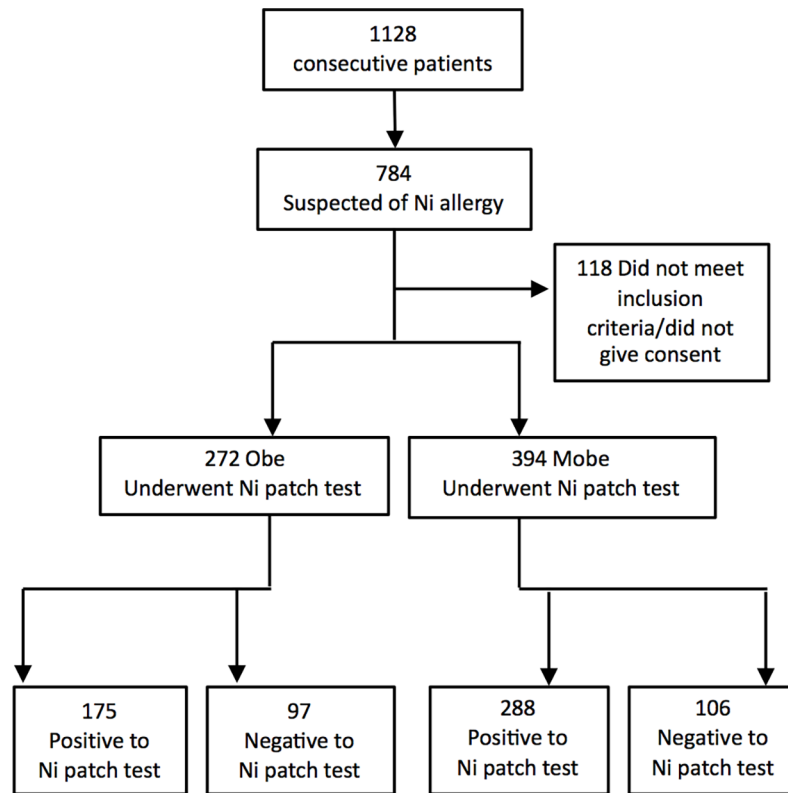 1128
consecutive patients
784
Suspected of Ni allergy
118 Did not meet
inclusion
criteria/did not
give consent
272 Obe
Underwent Ni patch test
394 Mobe
Underwent Ni patch test
175
Positive to
Ni patch test
97
Negative to
Ni patch test
288
Positive to
Ni patch test
106
Negative to
Ni patch test